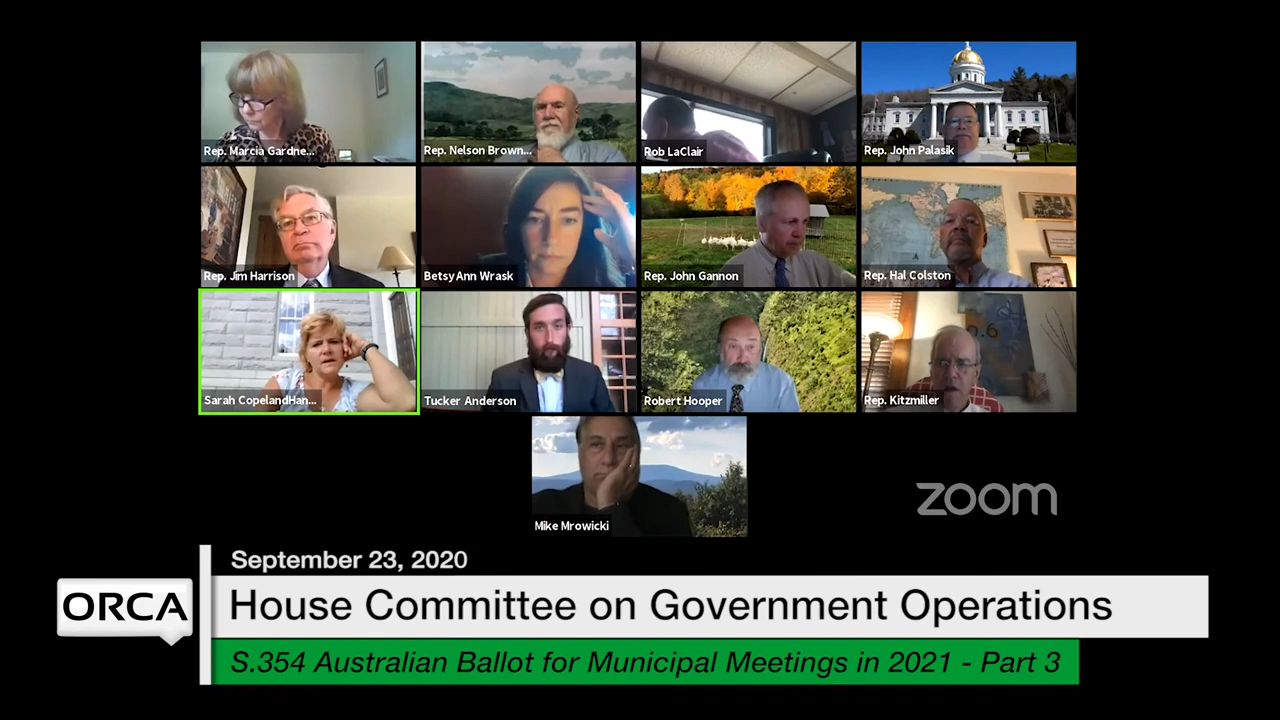 Rep. Marcia Gardne...
Rep. Nelson Brown...
Rob LaClair
Rep. John Palasik
Rep. Jim Harrison
Betsy Ann Wrask
Rep. John Gannon
Rep. Hal Colston
Sarah CopelandHan...
Tucker Anderson
Robert Hooper
Rep. Kitzmiller
Mike Mrowicki
zoom
September 23, 2020
ORCA
House Committee on Government Operations
S.354 Australian Ballot for Municipal Meetings in 2021 - Part 3